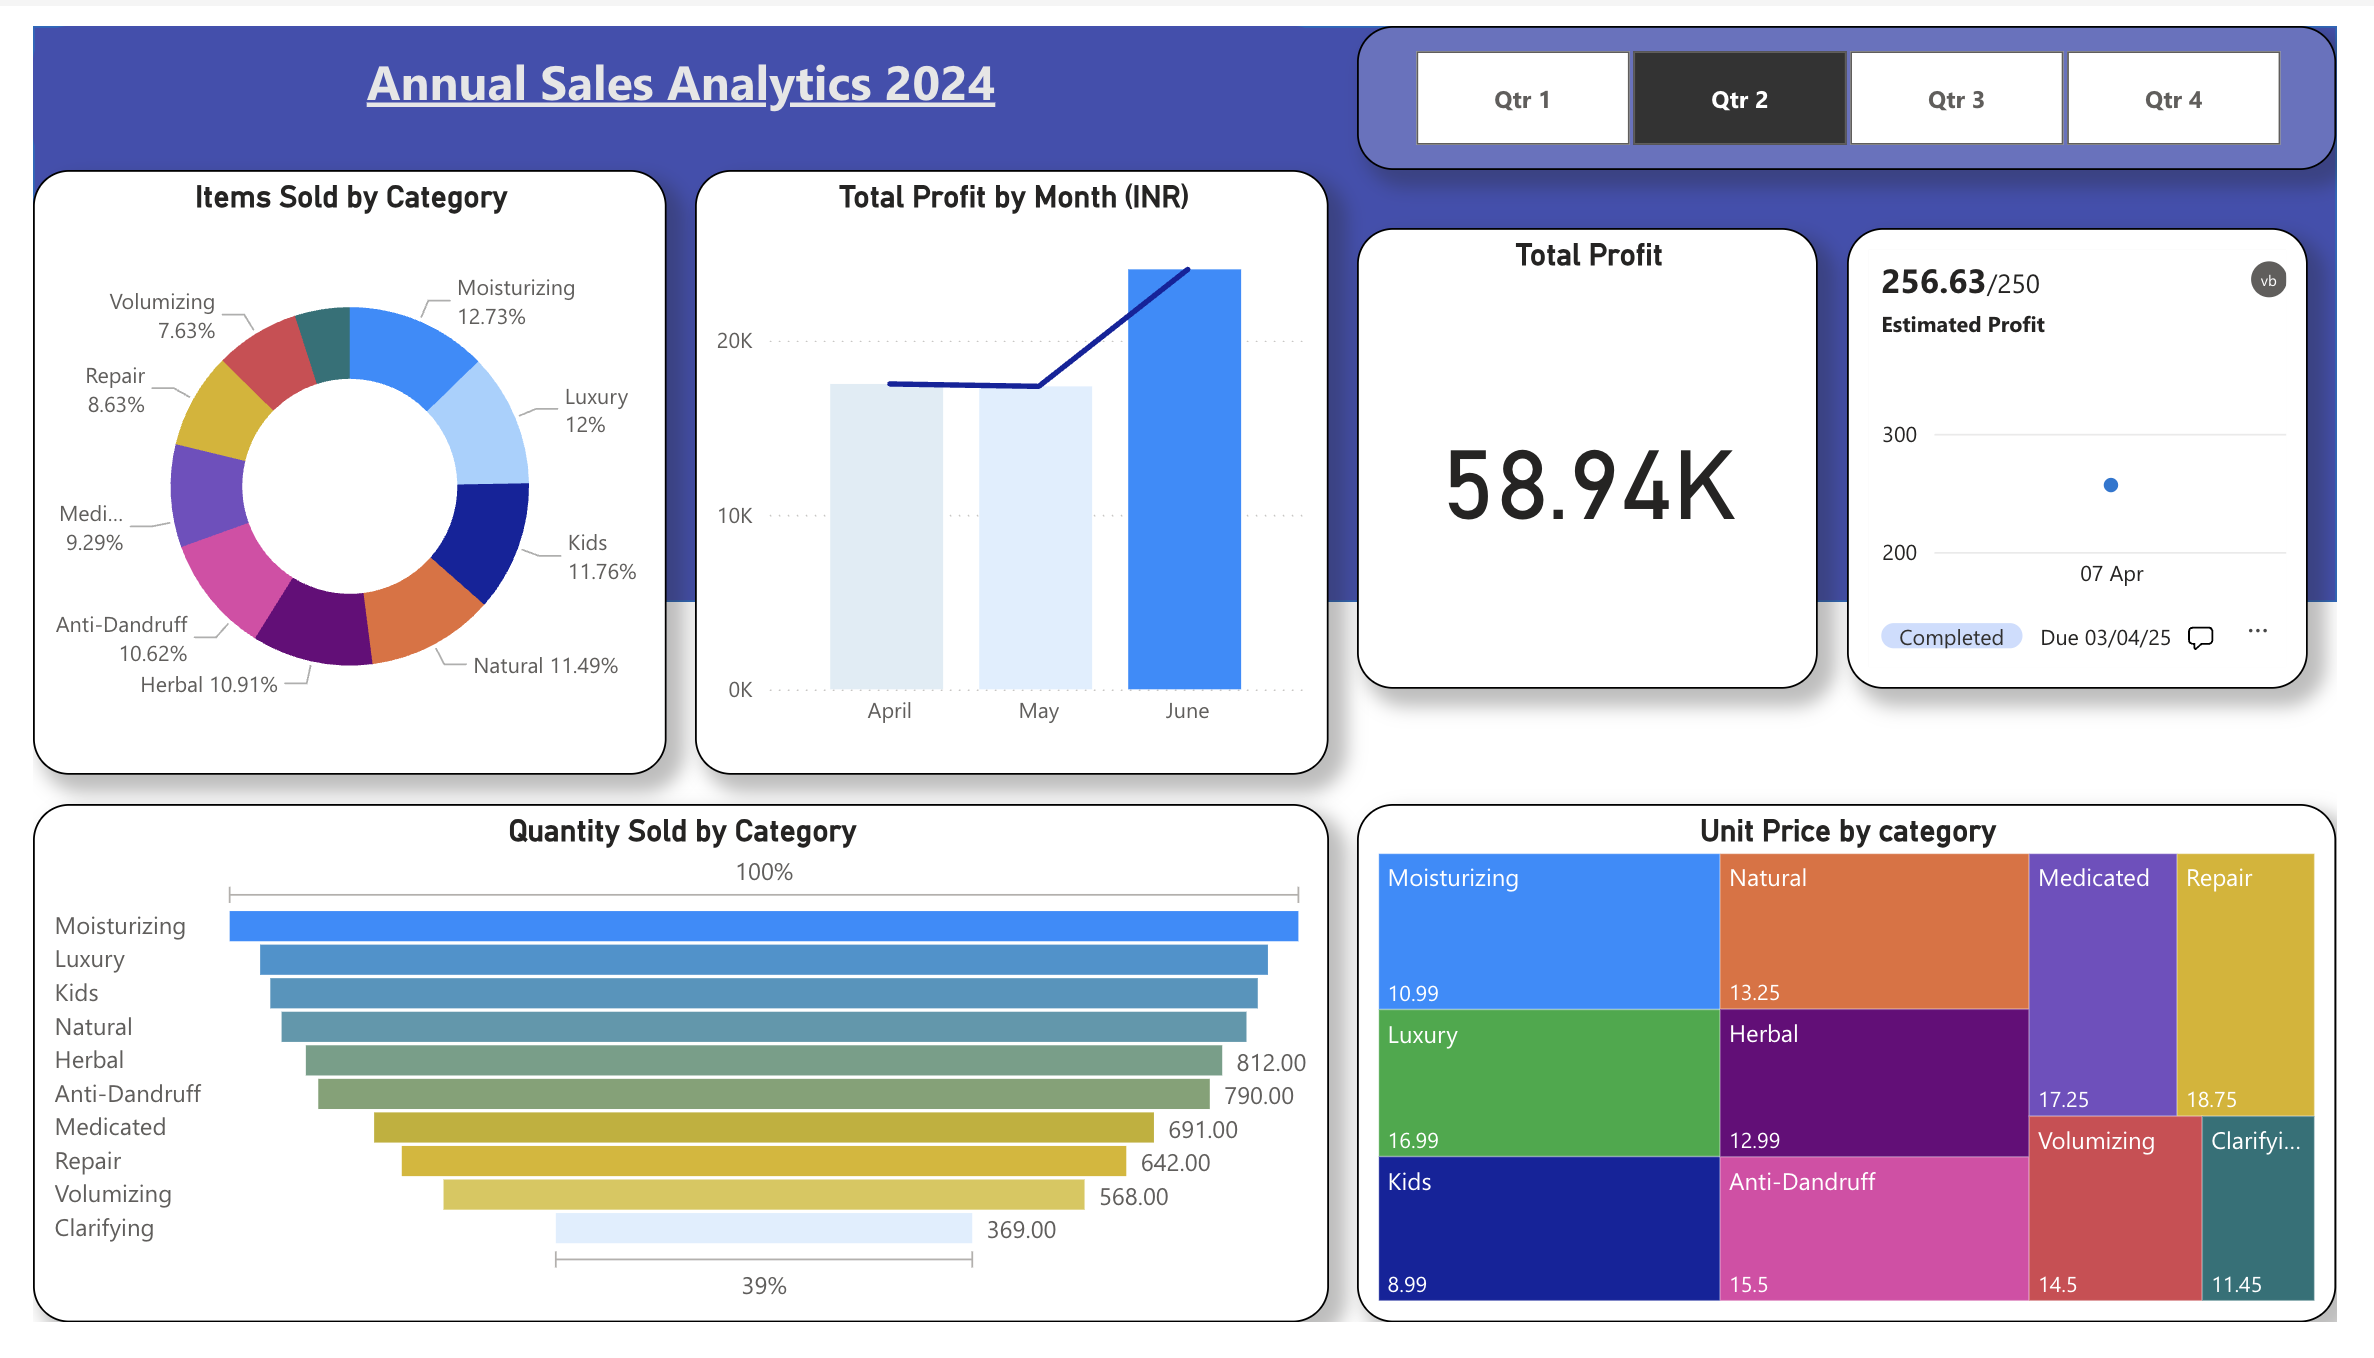 Annual Sales Analytics 2024
Qtr 1
Qtr 2
Qtr 3
Qtr 4
Items Sold by Category
Moisturizing
12.73%
Luxury
12%
Kids
11.76%
Natural 11.49%
Herbal 10.91%
Anti-Dandruff
10.62%
Medi...
9.29%
Repair
8.63%
Volumizing
7.63%
Total Profit by Month (INR)
20K
10K
0K
April
May
June
Total Profit
58.94K
256.63/250
vb
Estimated Profit
300
200
07 Apr
Completed
Due 03/04/25
...
Quantity Sold by Category
100%
Moisturizing
Luxury
Kids
Natural
Herbal 812.00
Anti-Dandruff 790.00
Medicated 691.00
Repair 642.00
Volumizing 568.00
Clarifying 369.00
39%
Unit Price by category
Moisturizing
10.99
Luxury
16.99
Kids
8.99
Natural
13.25
Herbal
12.99
Anti-Dandruff
15.5
Medicated
17.25
Repair
18.75
Volumizing
14.5
Clarifyi...
11.45